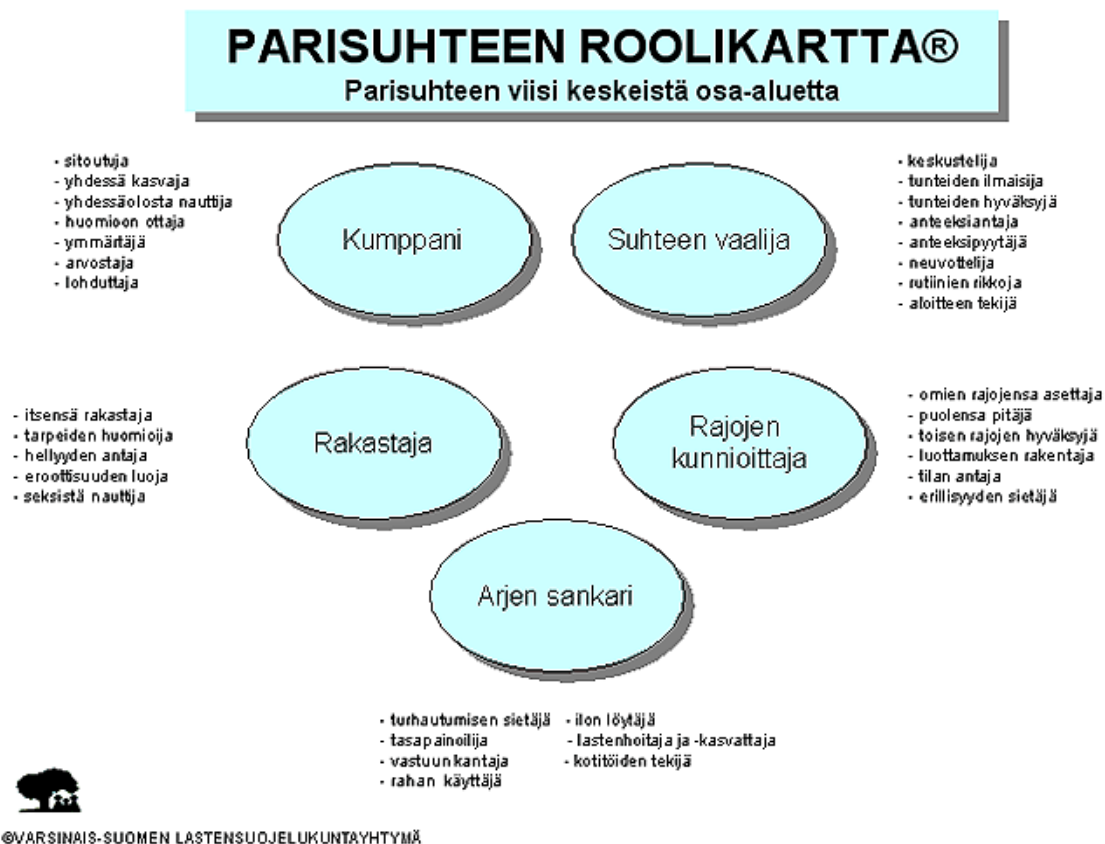 PARISUHTEEN ROOLIKARTTA®
Parisuhteen viisi keskeistä osa-aluetta
- sitoutuja
- yhdessä kasvaja
- yhdessäolosta nauttija
- huomioon ottaja
- ymmärtäjä
- arvostaja
- lohduttaja
Kumppani
Suhteen vaalija
- keskustelija
- tunteiden ilmaisija
- tunteiden hyväksyjä
- anteeksiantaja
- anteeksipyytäjä
- neuvottelija
- rutiinien rikkoja
- aloitteen tekijä
- itsensä rakastaja
- tarpeiden huomioija
- hellyyden antaja
- eroottisuuden luoja
- seksistä nauttija
Rakastaja
Rajojen
kunnioittaja
- omien rajojensa asettaja
- puolensa pitäjä
- toisen rajojen hyväksyjä
- luottamuksen rakentaja
- tilan antaja
- erillisyyden sietäjä
Arjen sankari
- turhautumisen sietäjä - ilon löytäjä
- tasapainoilija - lastenhoitaja ja -kasvattaja
- vastuun kantaja - kotitöiden tekijä
- rahan käyttäjä
©VARSINAIS-SUOMEN LASTENSUOJELUKUNTAYHTYMÄ